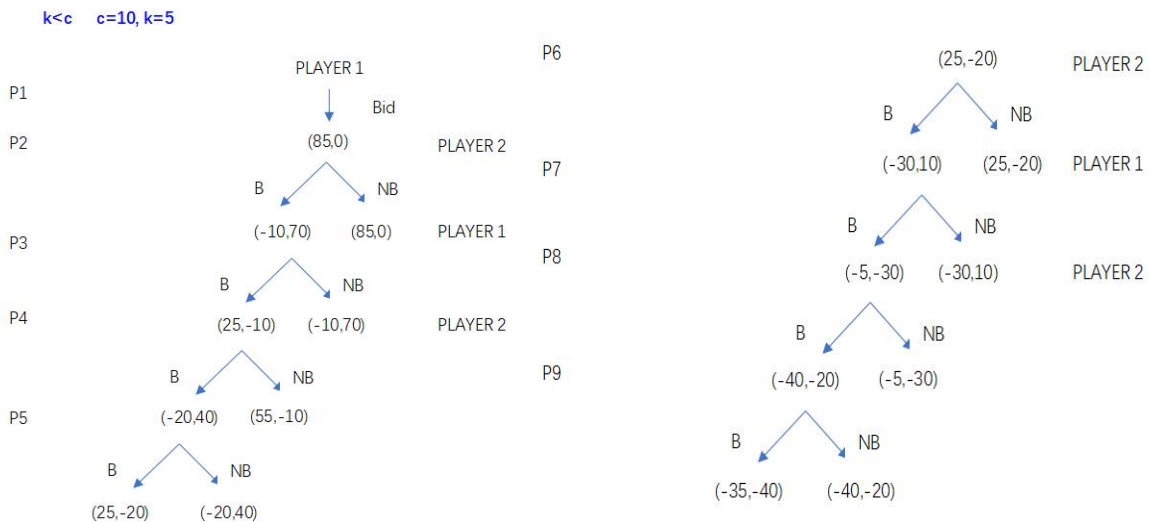 k<c c=10, k=5
PLAYER 1
P1
Bid
P2
(85,0)
PLAYER 2
B
NB
(-10,70)
(85,0)
PLAYER 1
P3
B
NB
P4
(25,-10)
(-10,70)
PLAYER 2
B
NB
P5
(-20,40)
(55,-10)
B
NB
(25,-20)
(-20,40)
P6
(25,-20)
PLAYER 2
B
NB
P7
(-30,10)
(25,-20)
PLAYER 1
B
NB
P8
(-5,-30)
(-30,10)
PLAYER 2
B
NB
P9
(-40,-20)
(-5,-30)
B
NB
(-35,-40)
(-40,-20)